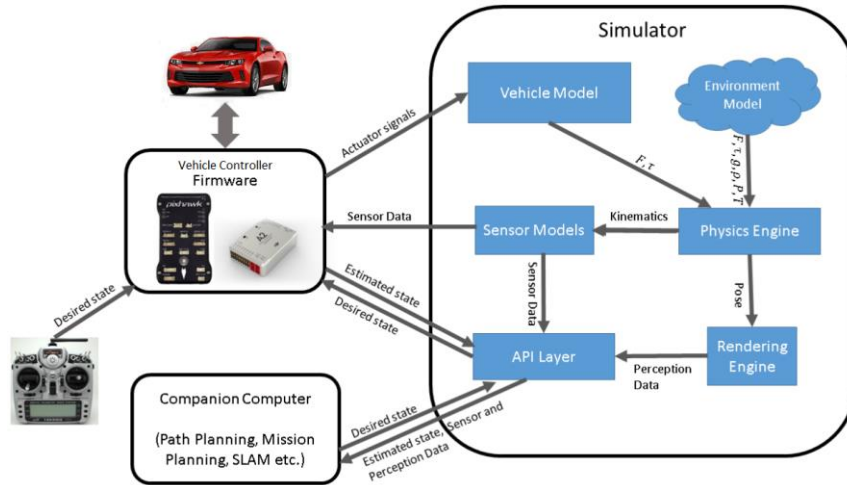 Simulator
Vehicle Model
Environment
Model
Actuator signals
F, τ
F, τ, g, ρ, P, T
Vehicle Controller
Firmware
pixhawk
A2
Sensor Data
Sensor Models
Kinematics
Physics Engine
Desired state
Estimated state
Desired state
Sensor Data
Pose
API Layer
Perception
Data
Rendering
Engine
Companion Computer
(Path Planning, Mission
Planning, SLAM etc.)
Desired state
Estimated state, Sensor and
Perception Data